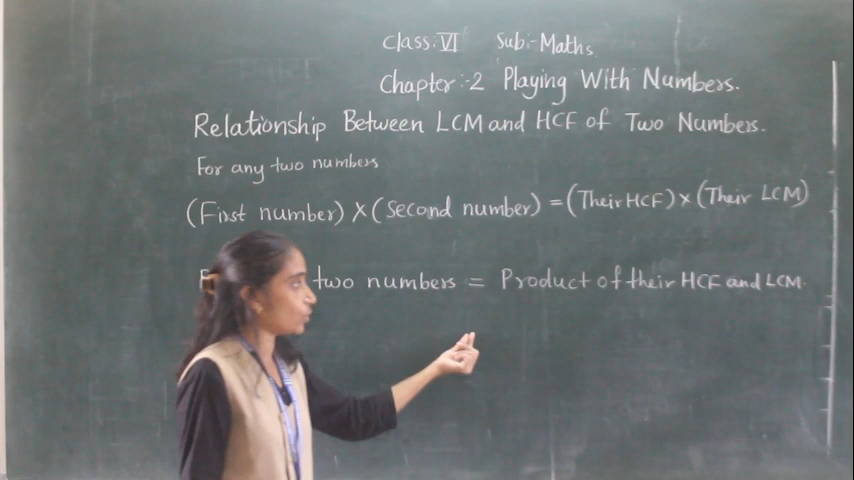 Class:VI Sub:-Maths.
Chapter:-2 Playing With Numbers.
Relationship Between LCM and HCF of Two Numbers.
For any two numbers
(First number) X (Second number) = (Their HCF) x (Their LCM)
two numbers = Product of their HCF and LCM.